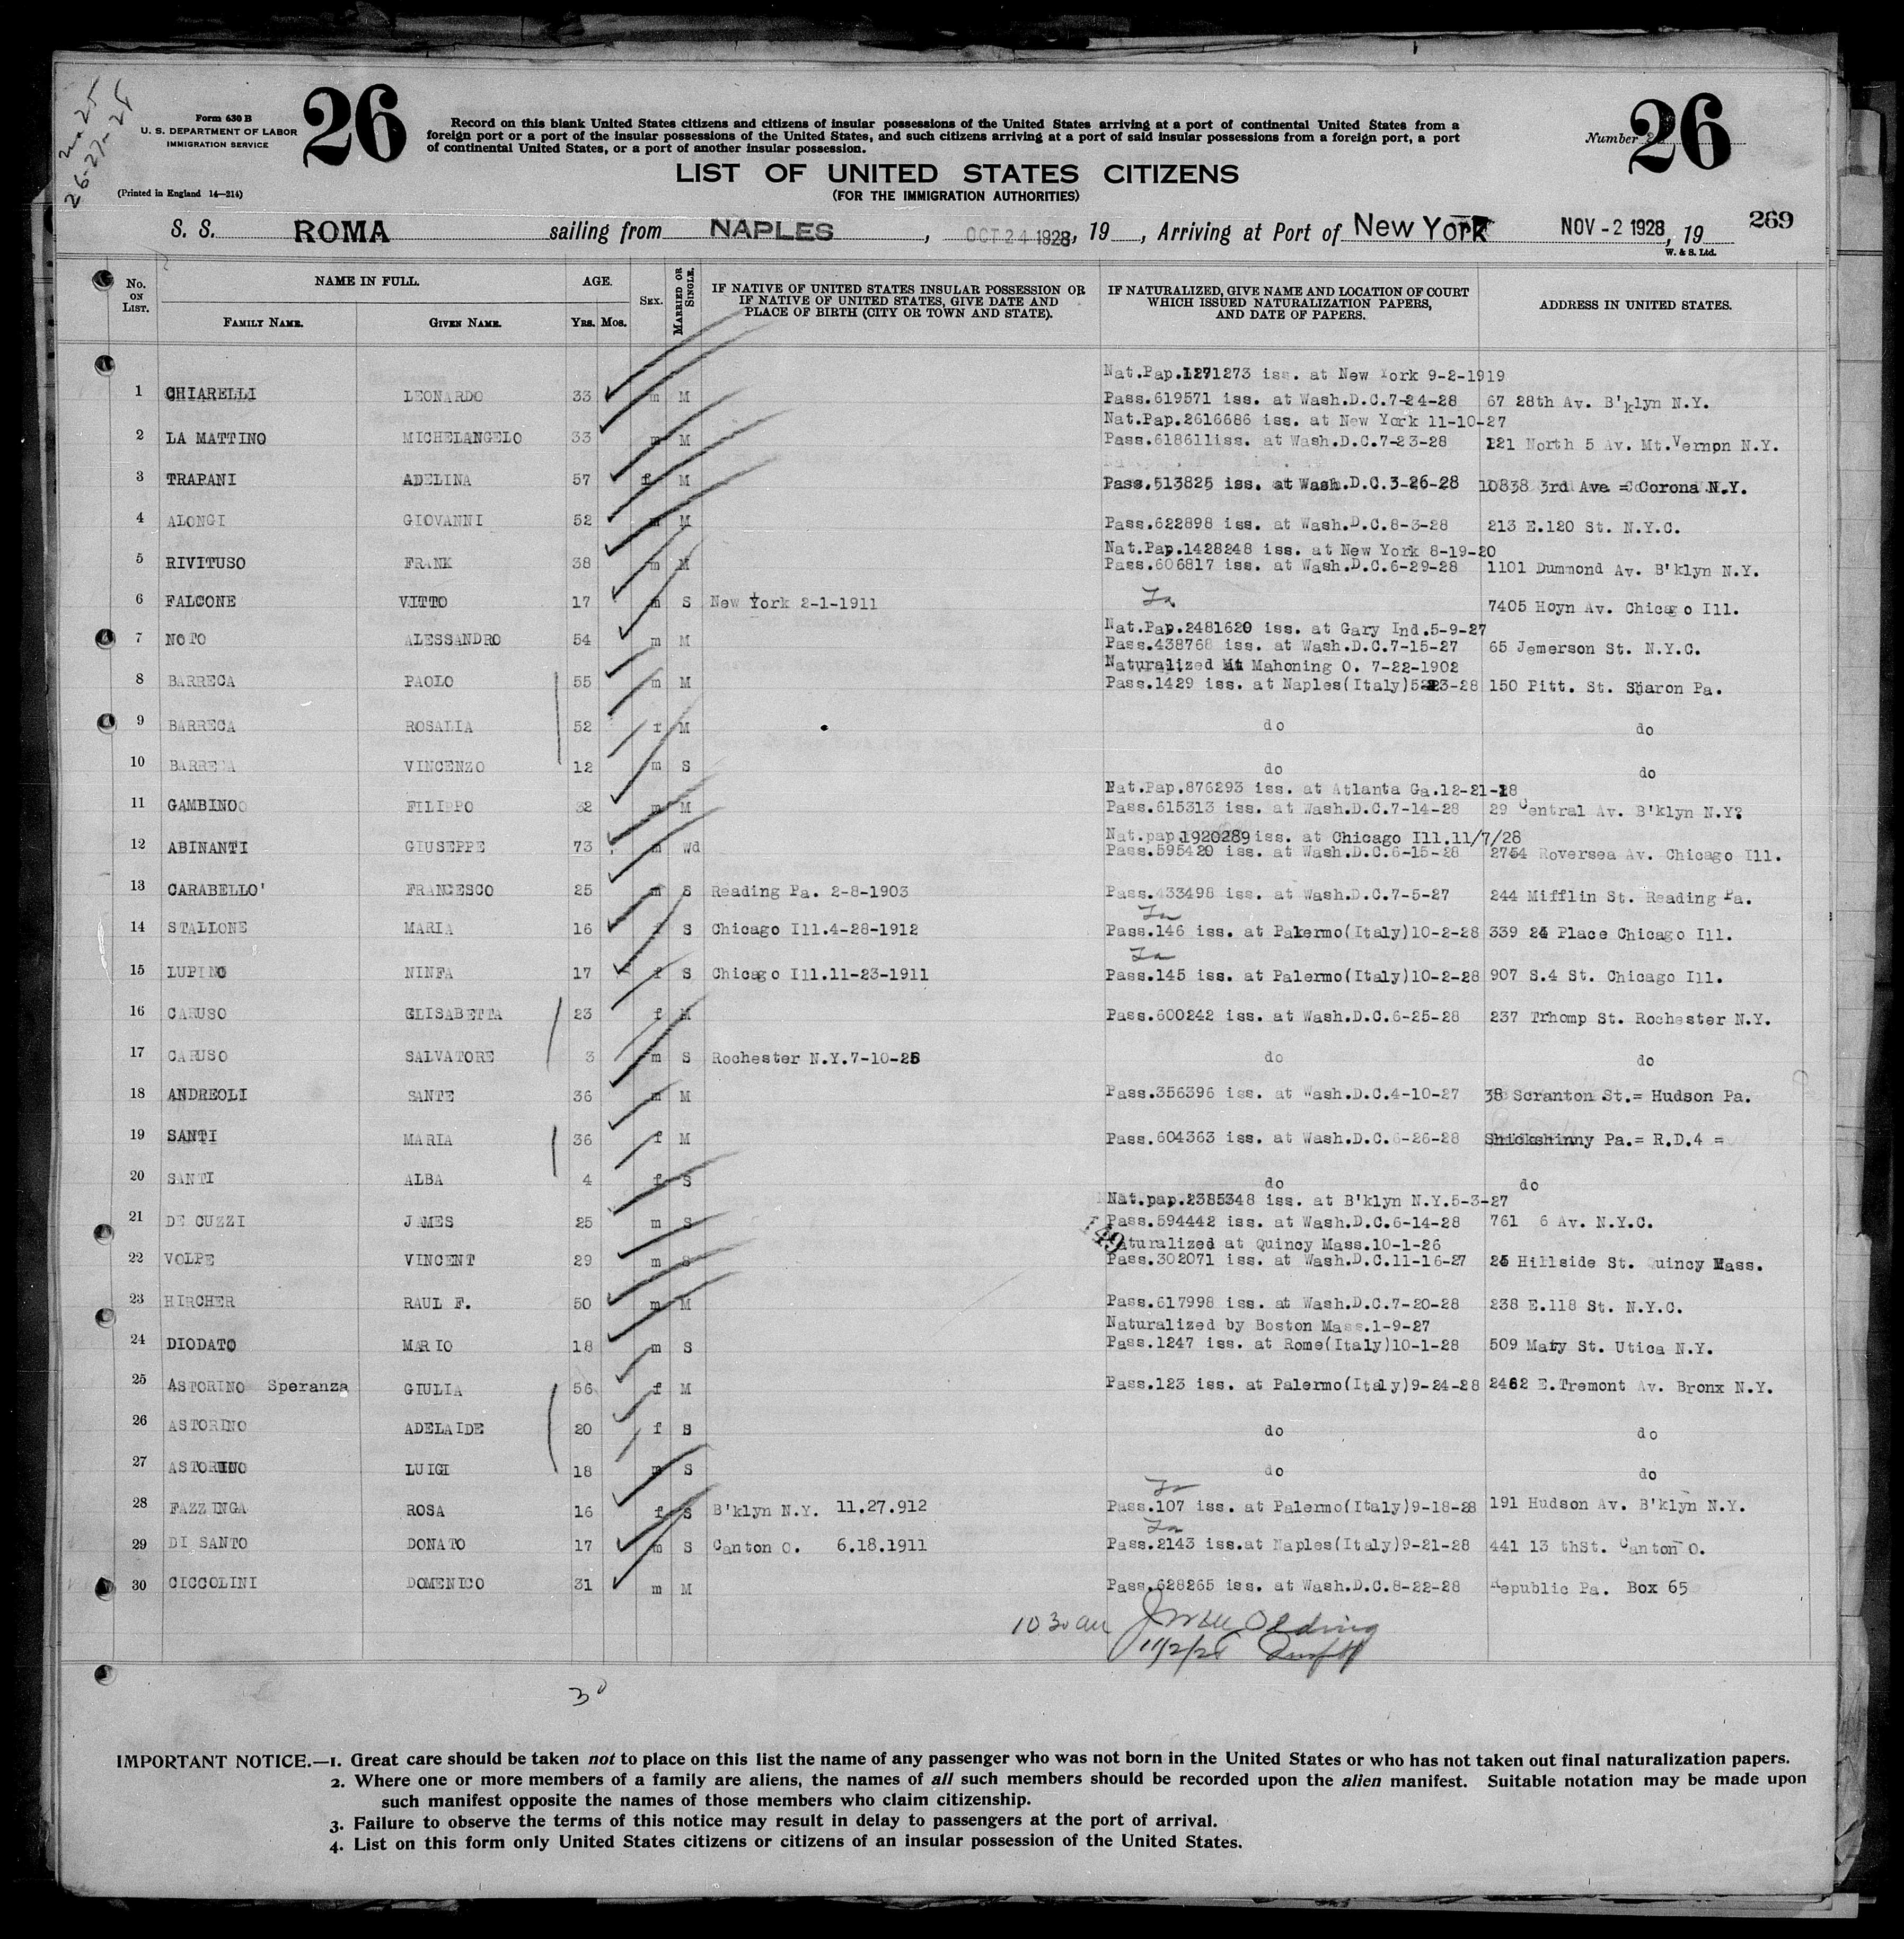 26
Form 630 B
U. S. DEPARTMENT OF LABOR
IMMIGRATION SERVICE
(Printed in England 14—214)
26-27-28
Record on this blank United States citizens and citizens of insular possessions of the United States arriving at a port of continental United States from a
foreign port or a port of the insular possessions of the United States, and such citizens arriving at a port of said insular possessions from a foreign port, a port
of continental United States, or a port of another insular possession.
Number 26
LIST OF UNITED STATES CITIZENS
(FOR THE IMMIGRATION AUTHORITIES)
S. S. ROMA sailing from NAPLES, OCT 24 1928, 19 , Arriving at Port of New York NOV - 2 1928, 19 269
W. & S. Ltd.
No. ON LIST. NAME IN FULL. FAMILY NAME. GIVEN NAME. AGE. YRS. MOS. SEX. MARRIED OR SINGLE. IF NATIVE OF UNITED STATES INSULAR POSSESSION OR IF NATIVE OF UNITED STATES, GIVE DATE AND PLACE OF BIRTH (CITY OR TOWN AND STATE). IF NATURALIZED, GIVE NAME AND LOCATION OF COURT WHICH ISSUED NATURALIZATION PAPERS, AND DATE OF PAPERS. ADDRESS IN UNITED STATES.
Nat.Pap.1271273 iss. at New York 9-2-1919
1 CHIARELLI LEONARDO 33 m M Pass.619571 iss. at Wash.D.C.7-24-28 67 28th Av. B'klyn N.Y.
Nat.Pap.2616686 iss. at New York 11-10-27
2 LA MATTINO MICHELANGELO 33 m M Pass.618611iss. at Wash.D.C.7-23-28 121 North 5 Av. Mt.Vernon N.Y.
3 TRAPANI ADELINA 57 f M Pass.513825 iss. at Wash.D.C.3-26-28 10838 3rd Ave = Corona N.Y.
4 ALONGI GIOVANNI 52 m M Pass.622898 iss. at Wash.D.C.8-3-28 213 E.120 St. N.Y.C.
Nat.Pap.1428248 iss. at New York 8-19-20
5 RIVITUSO FRANK 38 m M Pass.606817 iss. at Wash.D.C.6-29-28 1101 Dummond Av. B'klyn N.Y.
6 FALCONE VITTO 17 m S New York 2-1-1911 7405 Hoyn Av. Chicago Ill.
Nat.Pap.2481620 iss. at Gary Ind.5-9-27
7 NOTO ALESSANDRO 54 m M Pass.438768 iss. at Wash.D.C.7-15-27 65 Jemerson St. N.Y.C.
Naturalized at Mahoning O. 7-22-1902
8 BARRECA PAOLO 55 m M Pass.1429 iss. at Naples(Italy)5-23-28 150 Pitt. St. Sharon Pa.
9 BARRECA ROSALIA 52 f M do do
10 BARRECA VINCENZO 12 m S do do
Nat.Pap.876293 iss. at Atlanta Ga.12-21-18
11 GAMBINO FILIPPO 32 m M Pass.615313 iss. at Wash.D.C.7-14-28 29 Central Av. B'klyn N.Y.
Nat.pap.1920289 iss. at Chicago Ill.11/7/28
12 ABINANTI GIUSEPPE 73 m wd Pass.595420 iss. at Wash.D.C.6-15-28 2754 Roversea Av. Chicago Ill.
13 CARABELLO' FRANCESCO 25 m S Reading Pa. 2-8-1903 Pass.433498 iss. at Wash.D.C.7-5-27 244 Mifflin St. Reading Pa.
14 STALLONE MARIA 16 f S Chicago Ill.4-28-1912 Pass.146 iss. at Palermo(Italy)10-2-28 339 24 Place Chicago Ill.
15 LUPINO NINFA 17 f S Chicago Ill.11-23-1911 Pass.145 iss. at Palermo(Italy)10-2-28 907 S.4 St. Chicago Ill.
16 CARUSO ELISABETTA 23 f M Pass.600242 iss. at Wash.D.C.6-25-28 237 Trhomp St. Rochester N.Y.
17 CARUSO SALVATORE 3 m S Rochester N.Y.7-10-25 do do
18 ANDREOLI SANTE 36 m M Pass.356396 iss. at Wash.D.C.4-10-27 38 Scranton St.= Hudson Pa.
19 SANTI MARIA 36 f M Pass.604363 iss. at Wash.D.C.6-26-28 Shickshinny Pa.= R.D.4 =
20 SANTI ALBA 4 f S do do
Nat.pap.2385348 iss. at B'klyn N.Y.5-3-27
21 DE CUZZI JAMES 25 m S Pass.594442 iss. at Wash.D.C.6-14-28 761 6 Av. N.Y.C.
149
Naturalized at Quincy Mass.10-1-26
22 VOLPE VINCENT 29 m S Pass.302071 iss. at Wash.D.C.11-16-27 25 Hillside St. Quincy Mass.
23 HIRCHER RAUL F. 50 m M Pass.617998 iss. at Wash.D.C.7-20-28 238 E.118 St. N.Y.C.
Naturalized by Boston Mass.1-9-27
24 DIODATO MARIO 18 m S Pass.1247 iss. at Rome(Italy)10-1-28 509 Mary St. Utica N.Y.
25 ASTORINO Speranza GIULIA 56 f M Pass.123 iss. at Palermo(Italy)9-24-28 2462 E.Tremont Av. Bronx N.Y.
26 ASTORINO ADELAIDE 20 f S do do
27 ASTORINO LUIGI 18 m S do do
28 FAZZINGA ROSA 16 f S B'klyn N.Y. 11.27.912 Pass.107 iss. at Palermo(Italy)9-18-28 191 Hudson Av. B'klyn N.Y.
29 DI SANTO DONATO 17 m S Canton O. 6.18.1911 Pass.2143 iss.at Naples(Italy)9-21-28 441 13 thSt. Canton O.
30 CICCOLINI DOMENICO 31 m M Pass.628265 iss. at Wash.D.C.8-22-28 Republic Pa. Box 65
10 30 am
11/2/28
30
IMPORTANT NOTICE.—1. Great care should be taken not to place on this list the name of any passenger who was not born in the United States or who has not taken out final naturalization papers.
2. Where one or more members of a family are aliens, the names of all such members should be recorded upon the alien manifest. Suitable notation may be made upon
such manifest opposite the names of those members who claim citizenship.
3. Failure to observe the terms of this notice may result in delay to passengers at the port of arrival.
4. List on this form only United States citizens or citizens of an insular possession of the United States.